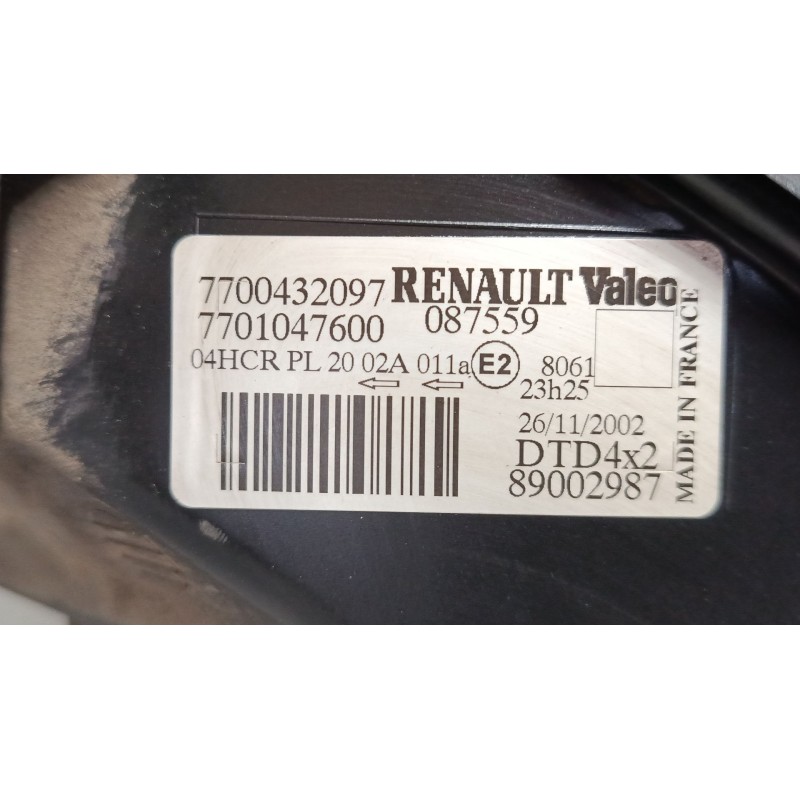 7700432097 RENAULT Valeo
7701047600 087559
04HCR PL 20 02A 011a E2 8061
23h25
26/11/2002
DTD4x2
89002987
MADE IN FRANCE